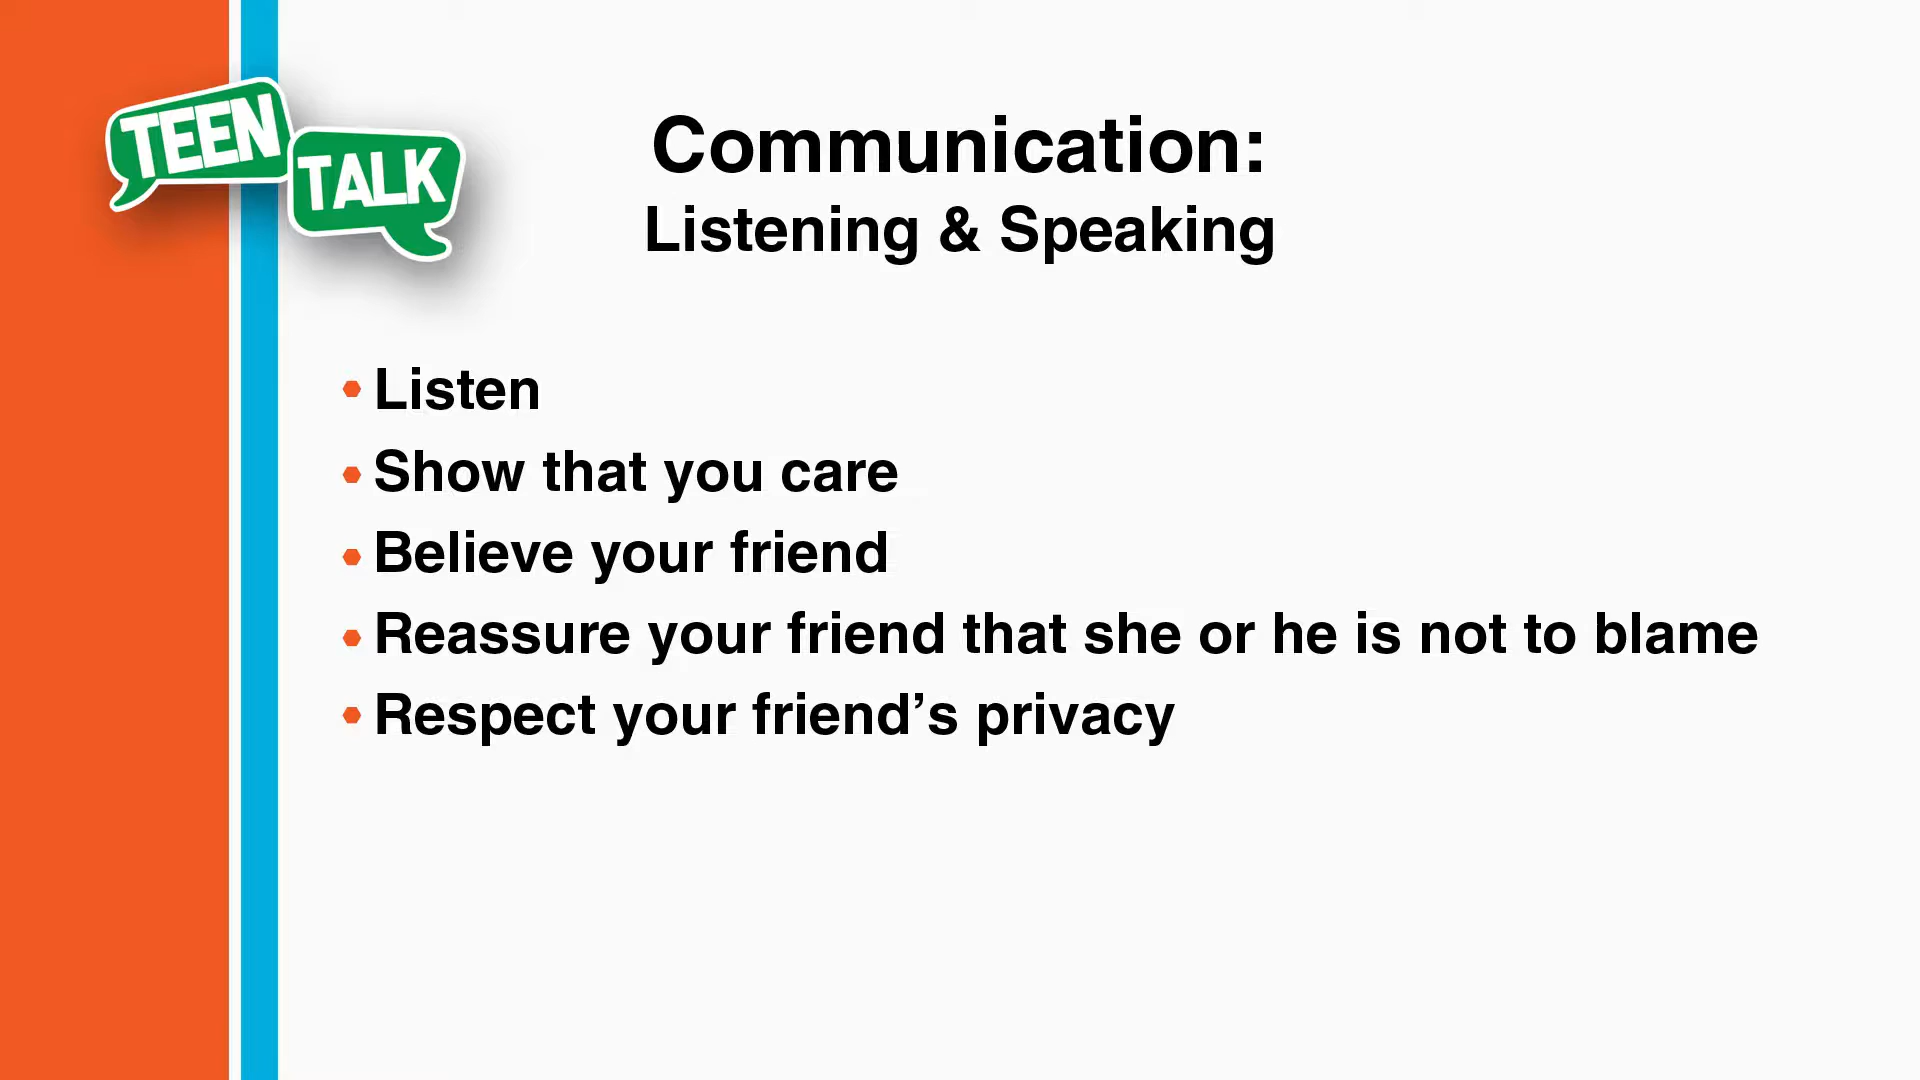 TEEN
TALK
Communication:
Listening & Speaking
• Listen
• Show that you care
• Believe your friend
• Reassure your friend that she or he is not to blame
• Respect your friend’s privacy